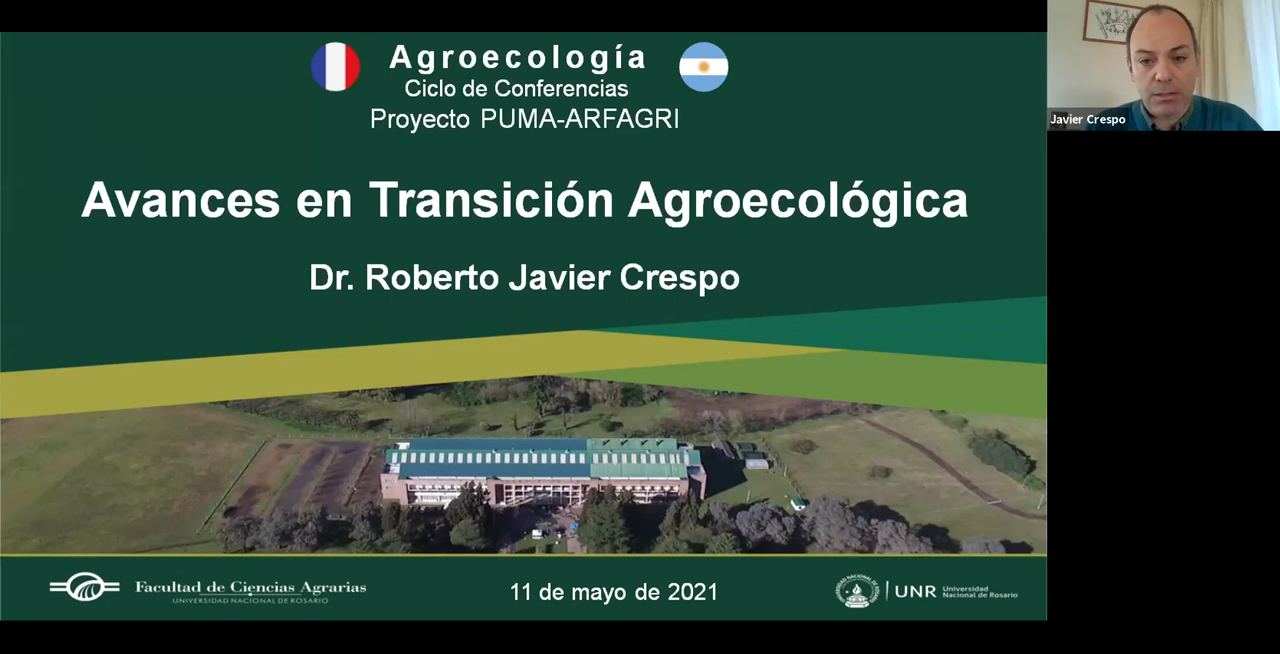 Agroecología
Ciclo de Conferencias
Proyecto PUMA-ARFAGRI
Avances en Transición Agroecológica
Dr. Roberto Javier Crespo
Facultad de Ciencias Agrarias
UNIVERSIDAD NACIONAL DE ROSARIO
11 de mayo de 2021
UNR
Universidad
Nacional de Rosario
Javier Crespo